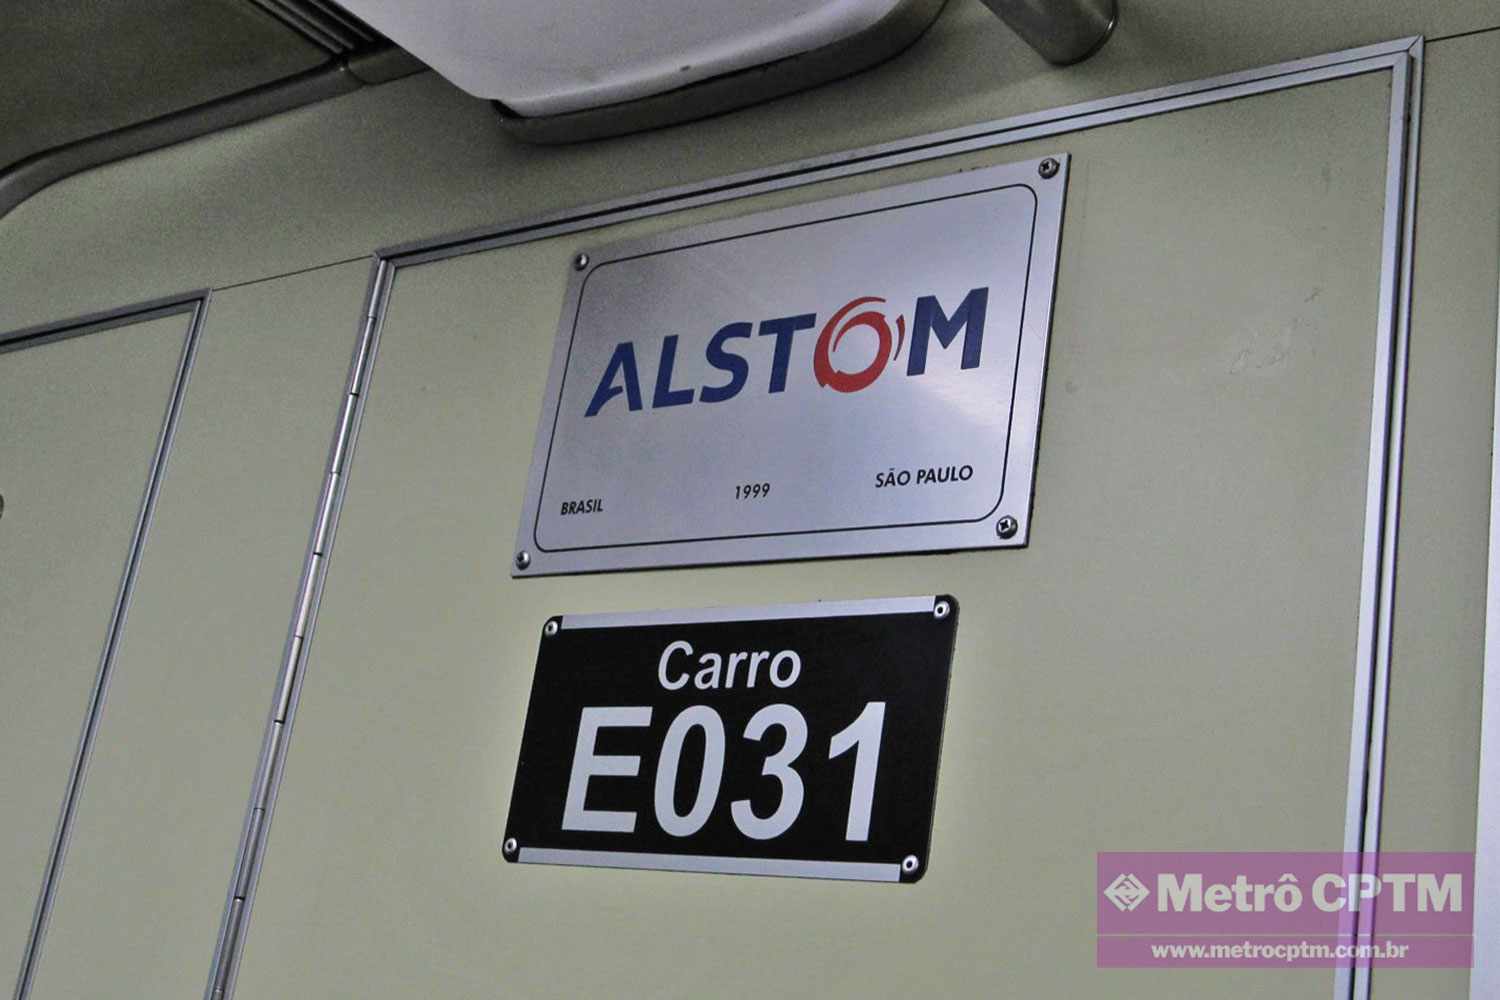 ALSTOM
BRASIL 1999 SÃO PAULO
Carro
E031
Metrô CPTM
www.metrocptm.com.br